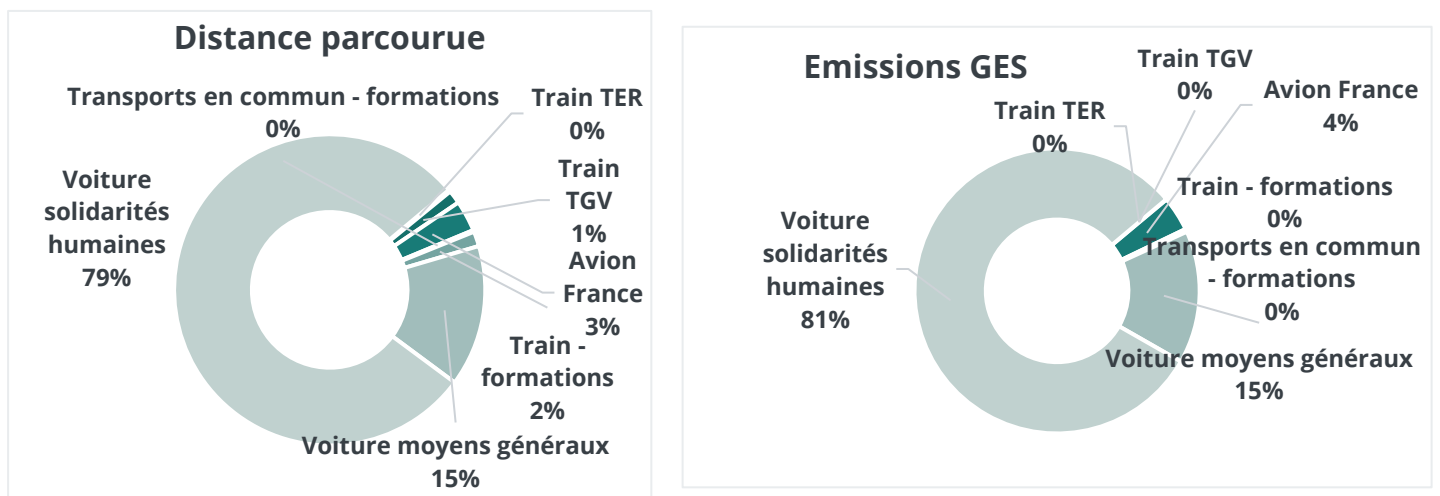 Distance parcourue
Transports en commun - formations
0%
Train TER
0%
Train
TGV
1%
Avion
France
3%
Train -
formations
2%
Voiture moyens généraux
15%
Voiture
solidarités
humaines
79%
Emissions GES
Train TER
0%
Train TGV
0%
Avion France
4%
Train - formations
0%
Transports en commun
- formations
0%
Voiture moyens généraux
15%
Voiture
solidarités
humaines
81%